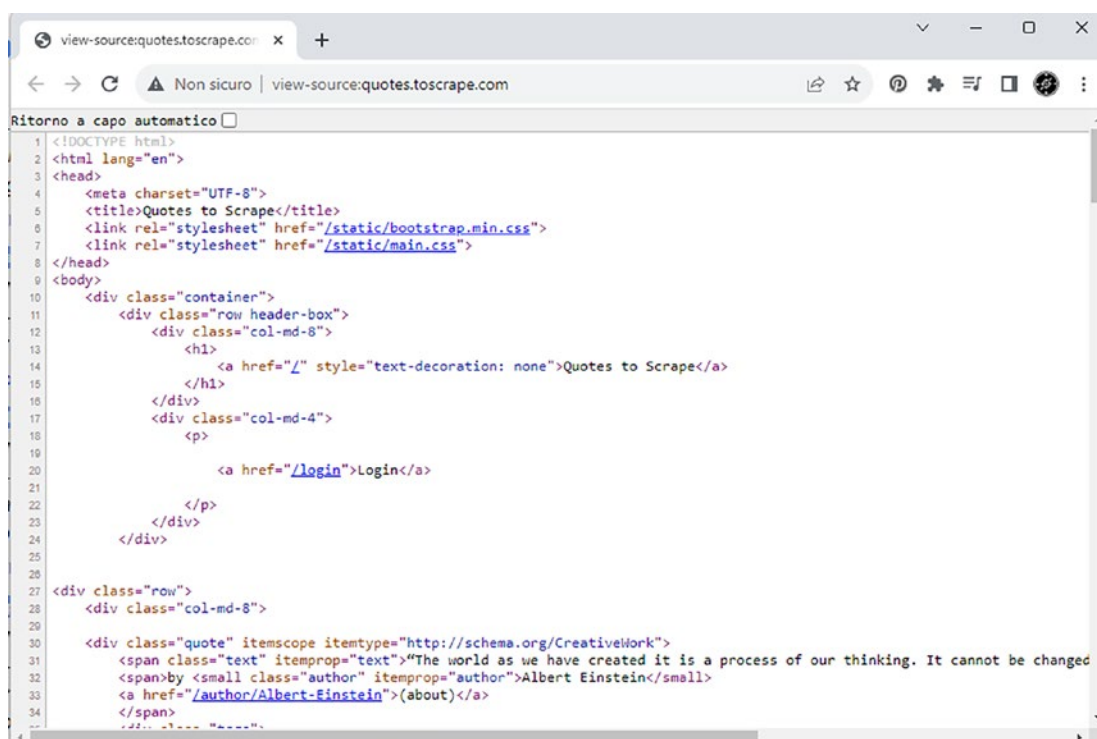 view-source:quotes.toscrape.con
Non sicuro | view-source:quotes.toscrape.com
Ritorno a capo automatico
1 <!DOCTYPE html>
2 <html lang="en">
3 <head>
4 <meta charset="UTF-8">
5 <title>Quotes to Scrape</title>
6 <link rel="stylesheet" href="/static/bootstrap.min.css">
7 <link rel="stylesheet" href="/static/main.css">
8 </head>
9 <body>
10 <div class="container">
11 <div class="row header-box">
12 <div class="col-md-8">
13 <h1>
14 <a href="/" style="text-decoration: none">Quotes to Scrape</a>
15 </h1>
16 </div>
17 <div class="col-md-4">
18 <p>
19
20 <a href="/login">Login</a>
21
22 </p>
23 </div>
24 </div>
25
26
27 <div class="row">
28 <div class="col-md-8">
29
30 <div class="quote" itemscope itemtype="http://schema.org/CreativeWork">
31 <span class="text" itemprop="text">“The world as we have created it is a process of our thinking. It cannot be changed
32 <span>by <small class="author" itemprop="author">Albert Einstein</small>
33 <a href="/author/Albert-Einstein">(about)</a>
34 </span>